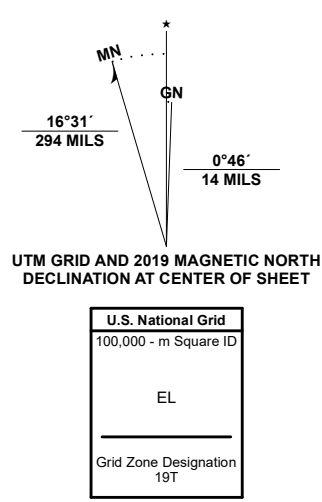 ★
MN
GN
16°31´
294 MILS
0°46´
14 MILS
UTM GRID AND 2019 MAGNETIC NORTH
DECLINATION AT CENTER OF SHEET
U.S. National Grid
100,000 - m Square ID
EL
Grid Zone Designation
19T